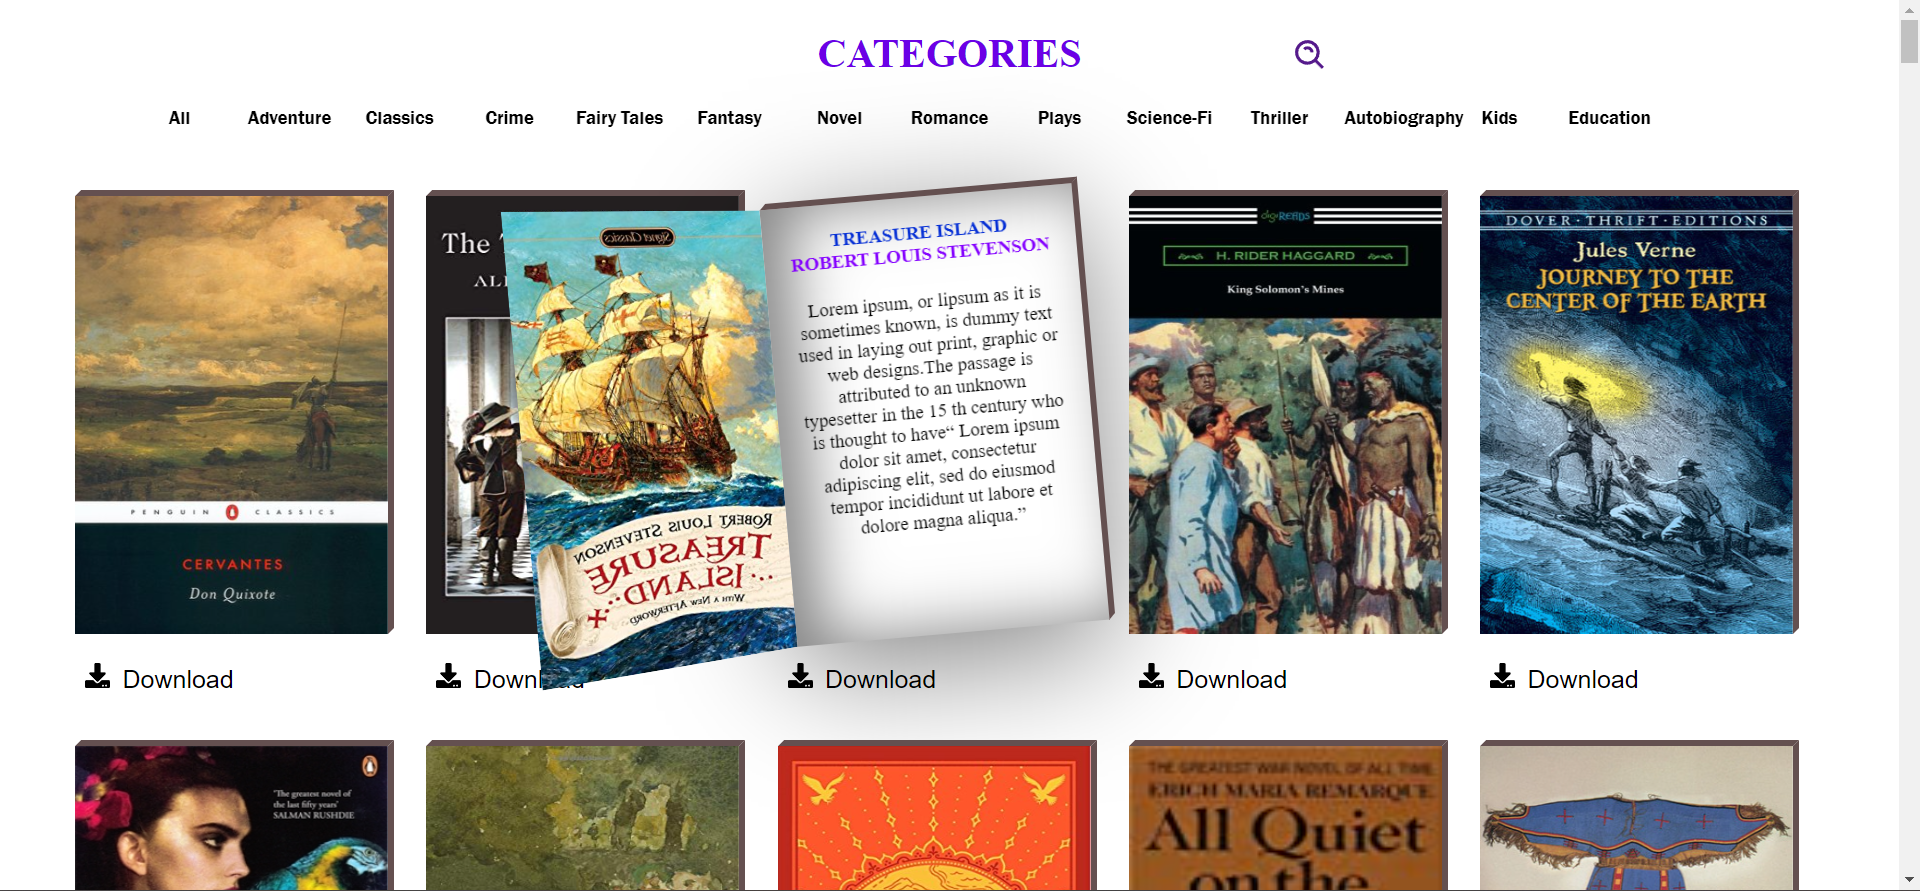 CATEGORIES
All Adventure Classics Crime Fairy Tales Fantasy Novel Romance Plays Science-Fi Thriller Autobiography Kids Education
PENGUIN CLASSICS
CERVANTES
Don Quixote
The
Signet Classics
ROBERT LOUIS STEVENSON
TREASURE
ISLAND
WITH A NEW AFTERWORD
TREASURE ISLAND
ROBERT LOUIS STEVENSON
Lorem ipsum, or lipsum as it is
sometimes known, is dummy text
used in laying out print, graphic or
web designs.The passage is
attributed to an unknown
typesetter in the 15 th century who
is thought to have“ Lorem ipsum
dolor sit amet, consectetur
adipiscing elit, sed do eiusmod
tempor incididunt ut labore et
dolore magna aliqua.”
digiREADS
H. RIDER HAGGARD
King Solomon's Mines
DOVER·THRIFT·EDITIONS
Jules Verne
JOURNEY TO THE
CENTER OF THE EARTH
Download
Download
Download
Download
Download
'The greatest novel of
the last fifty years'
SALMAN RUSHDIE
THE GREATEST WAR NOVEL OF ALL TIME
ERICH MARIA REMARQUE
All Quiet
on the